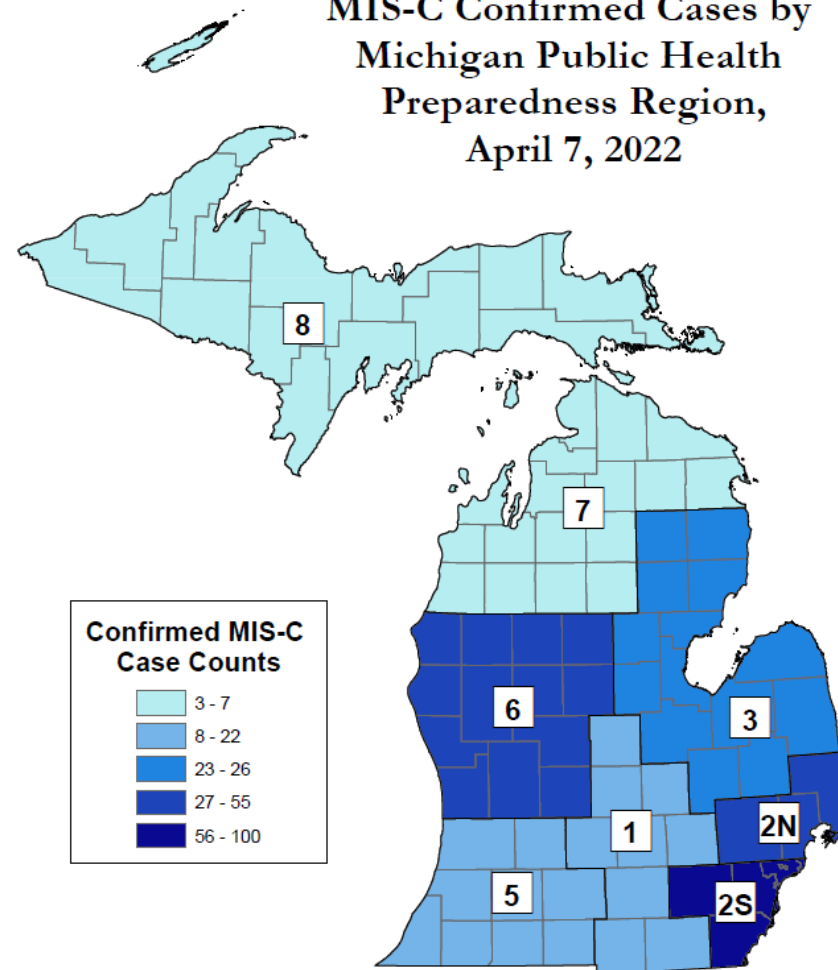 MIS-C Confirmed Cases by
Michigan Public Health
Preparedness Region,
April 7, 2022
8
7
Confirmed MIS-C
Case Counts
3 - 7
8 - 22
23 - 26
27 - 55
56 - 100
6
3
1
2N
5
2S